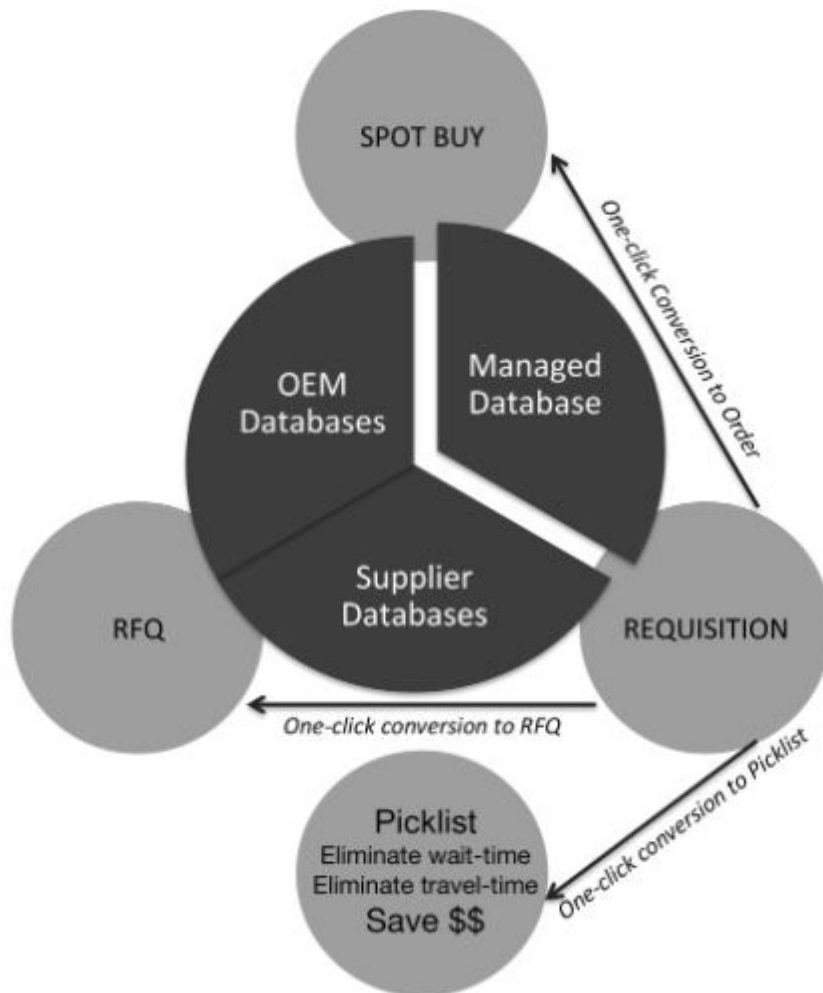 SPOT BUY
One-click Conversion to Order
OEM
Databases
Managed
Database
Supplier
Databases
RFQ
REQUISITION
One-click conversion to RFQ
One-click conversion to Picklist
Picklist
Eliminate wait-time
Eliminate travel-time
Save $$